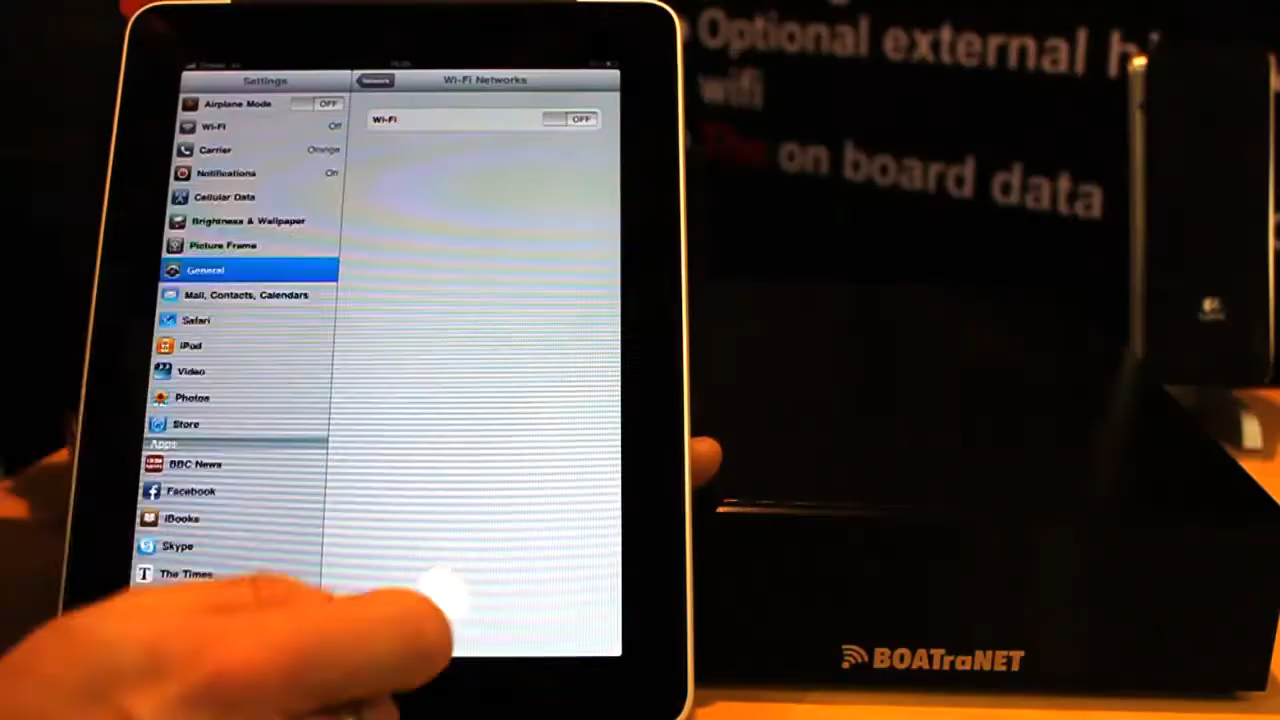 Settings
Airplane Mode OFF
Wi-Fi Off
Carrier Orange
Notifications On
Cellular Data
Brightness & Wallpaper
Picture Frame
General
Mail, Contacts, Calendars
Safari
iPod
Video
Photos
Store
Apps
BBC News
Facebook
iBooks
Skype
T The Times
Network
Wi-Fi Networks
Wi-Fi OFF
Optional external
wifi
The on board data
BOATraNET